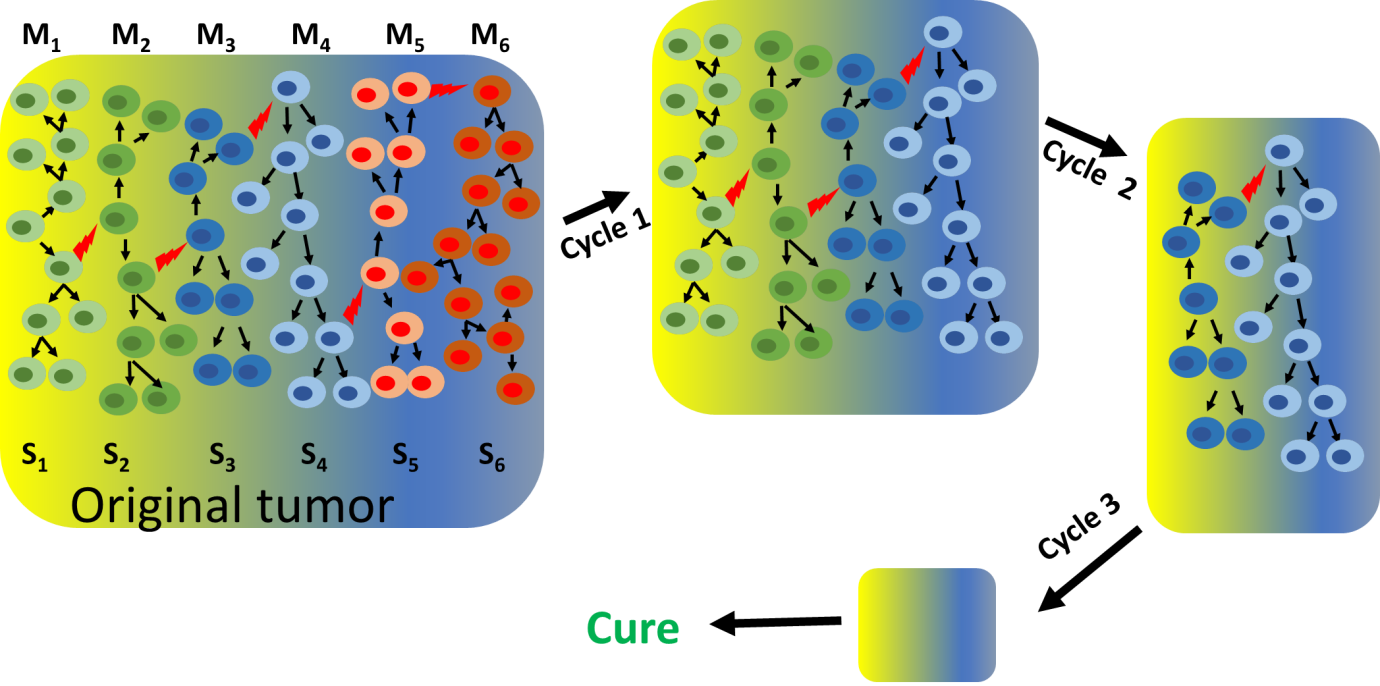 M₁ M₂ M₃ M₄ M₅ M₆
S₁ S₂ S₃ S₄ S₅ S₆
Original tumor
Cycle 1
Cycle 2
Cycle 3
Cure